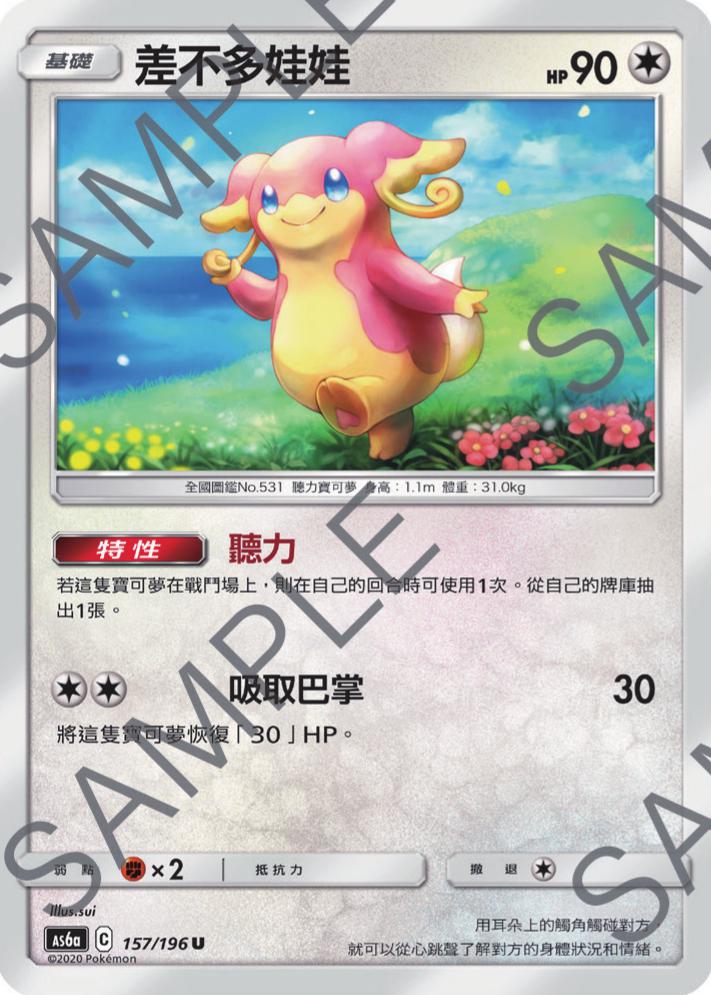 基礎
差不多娃娃
HP 90
全國圖鑑No.531 聽力寶可夢 身高：1.1m 體重：31.0kg
特性 聽力
若這隻寶可夢在戰鬥場上，則在自己的回合時可使用1次。從自己的牌庫抽
出1張。
吸取巴掌 30
將這隻寶可夢恢復「30」HP。
弱點 ×2 抵抗力 撤退
Illus.sui
用耳朵上的觸角觸碰對方，
AS6a C 157/196 U
就可以從心跳聲了解對方的身體狀況和情緒。
©2020 Pokémon
SAMPLE
SAMPLE
SAMPLE
SAMPLE
SAMPLE